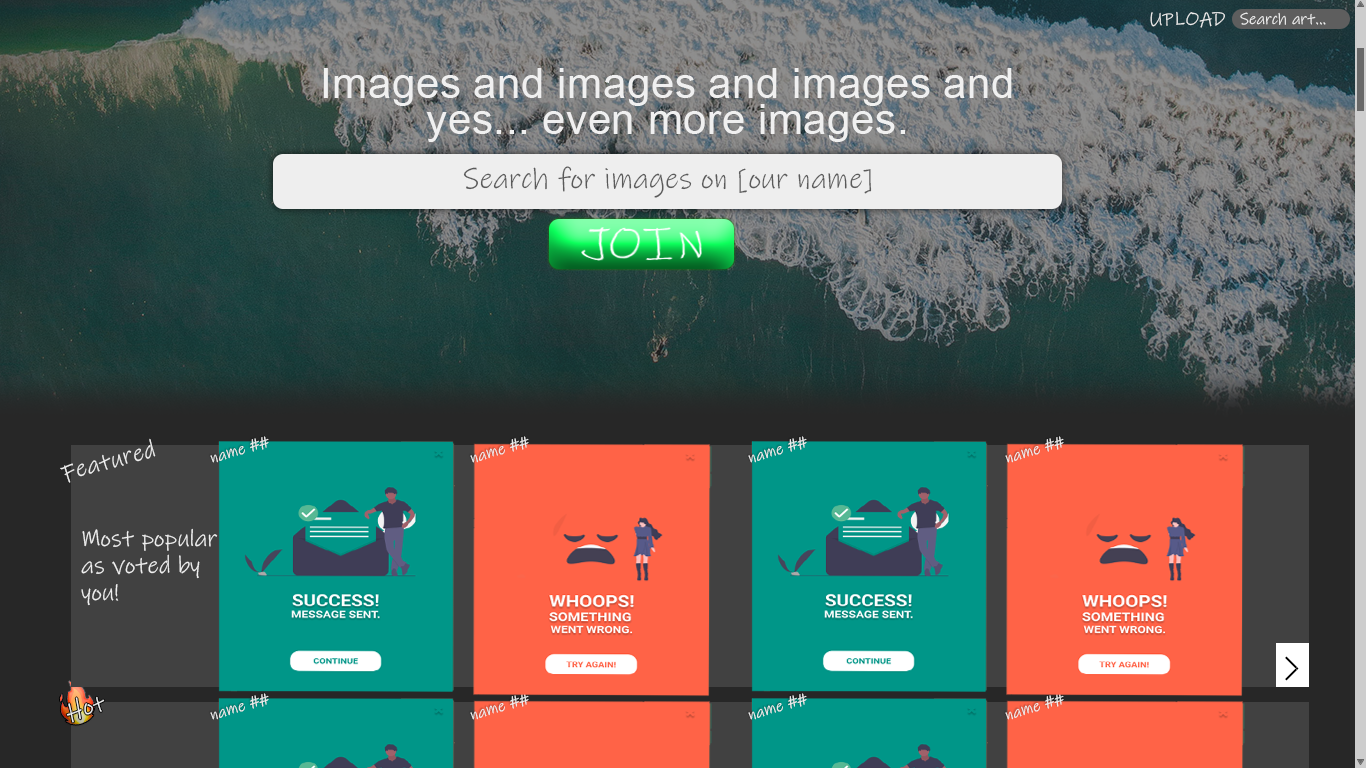 UPLOAD
Search art...
Images and images and images and
yes... even more images.
Search for images on [our name]
JOIN
Featured
name ##
name ##
name ##
name ##
Most popular
as voted by
you!
SUCCESS!
MESSAGE SENT.
CONTINUE
WHOOPS!
SOMETHING
WENT WRONG.
TRY AGAIN!
SUCCESS!
MESSAGE SENT.
CONTINUE
WHOOPS!
SOMETHING
WENT WRONG.
TRY AGAIN!
Hot
name ##
name ##
name ##
name ##